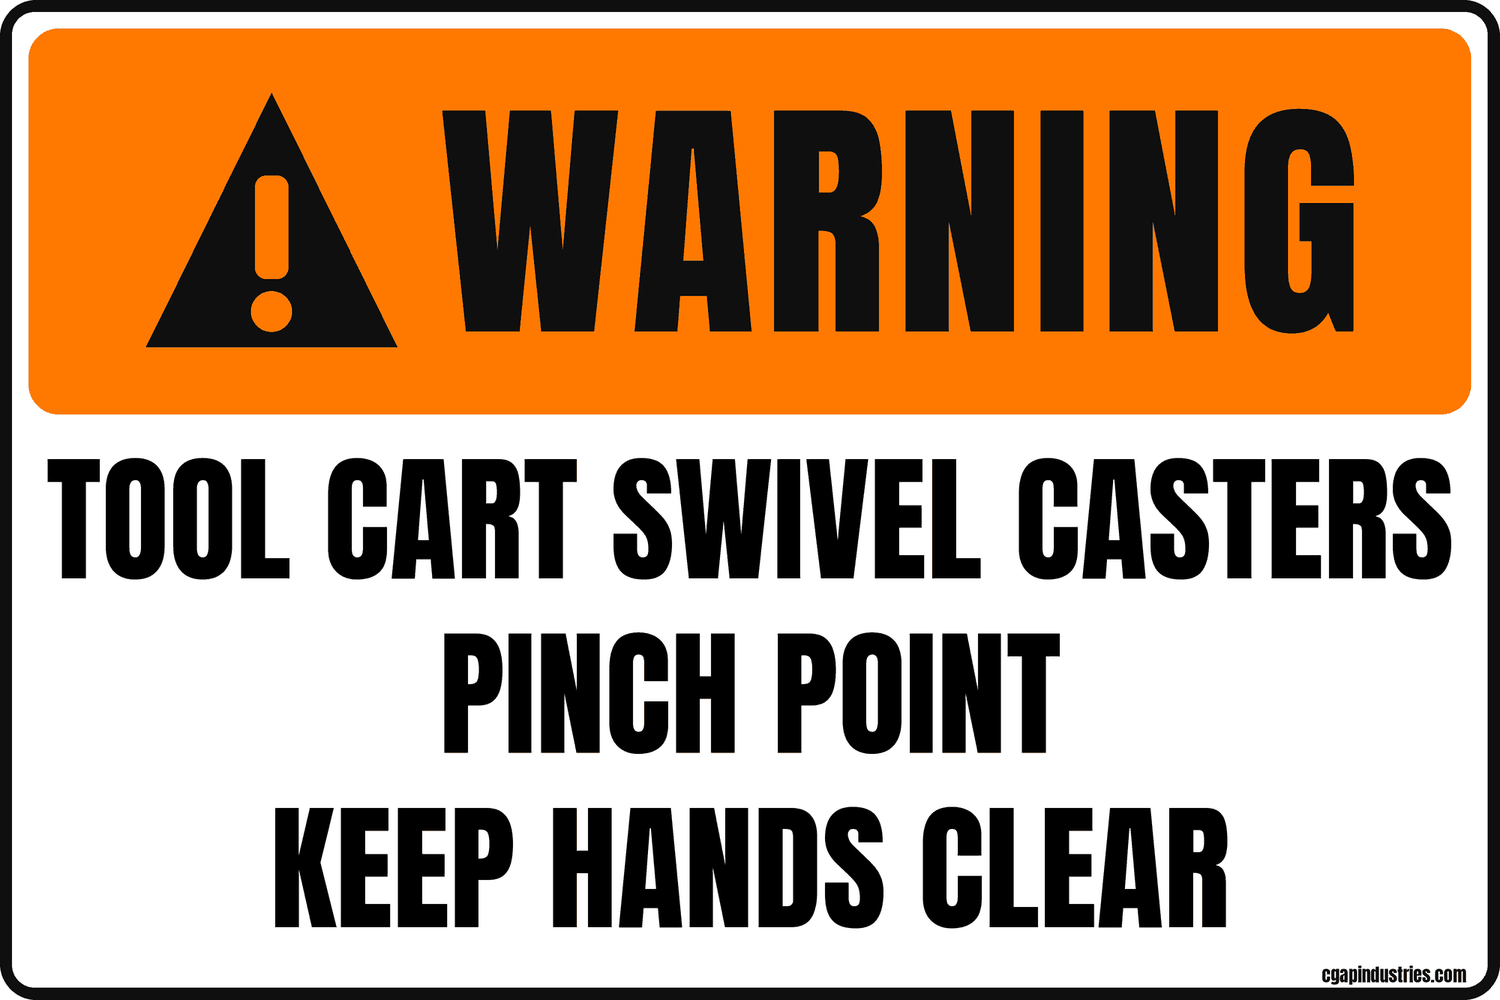 WARNING
TOOL CART SWIVEL CASTERS
PINCH POINT
KEEP HANDS CLEAR
cgapindustries.com